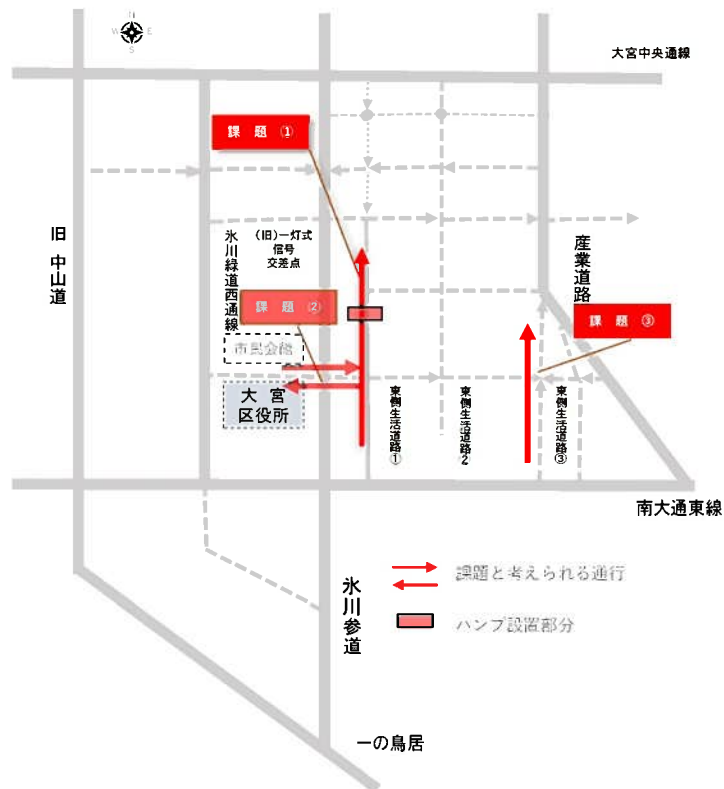 N
W E
S
大宮中央通線
課 題 ①
旧 中山道
氷川緑道西通線
(旧)一灯式
信号
交差点
産業道路
課 題 ②
課 題 ③
市民会館
大 宮
区役所
東側生活道路①
東側生活道路2
東側生活道路③
南大通東線
氷川参道
課題と考えられる通行
ハンプ設置部分
一の鳥居